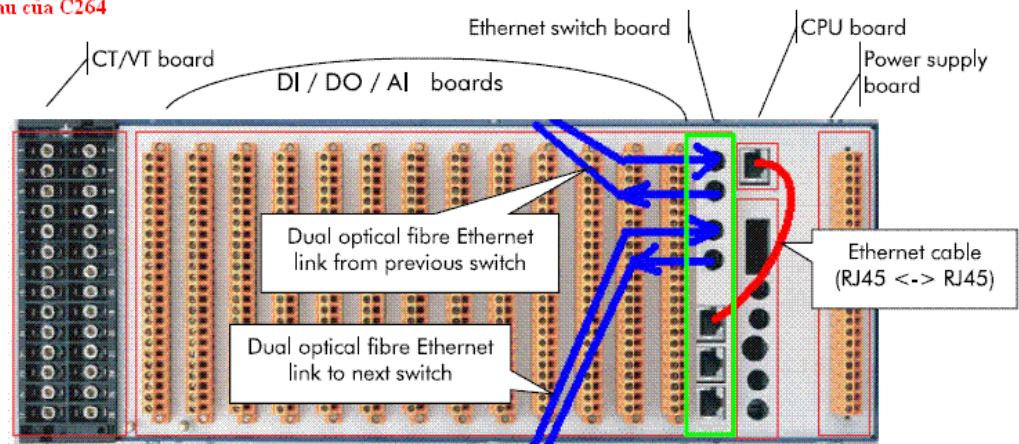 của C264
Ethernet switch board
CPU board
CT/VT board
Power supply
board
DI / DO / AI boards
Dual optical fibre Ethernet
link from previous switch
Ethernet cable
(RJ45 <-> RJ45)
Dual optical fibre Ethernet
link to next switch